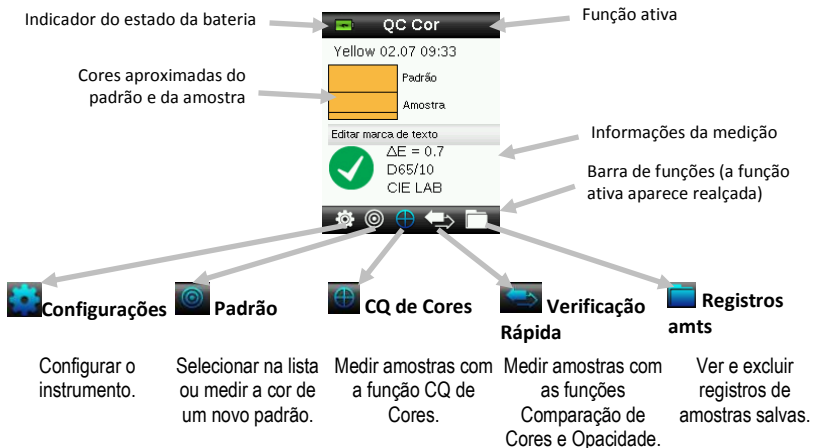 Indicador do estado da bateria
QC Cor
Função ativa
Yellow 02.07 09:33
Cores aproximadas do
padrão e da amostra
Padrão
Amostra
Editar marca de texto
ΔE = 0.7
D65/10
CIE LAB
Informações da medição
Barra de funções (a função
ativa aparece realçada)
Configurações
Configurar o
instrumento.
Padrão
Selecionar na lista
ou medir a cor de
um novo padrão.
CQ de Cores
Medir amostras com
a função CQ de
Cores.
Verificação
Rápida
Medir amostras com
as funções
Comparação de
Cores e Opacidade.
Registros
amts
Ver e excluir
registros de
amostras salvas.